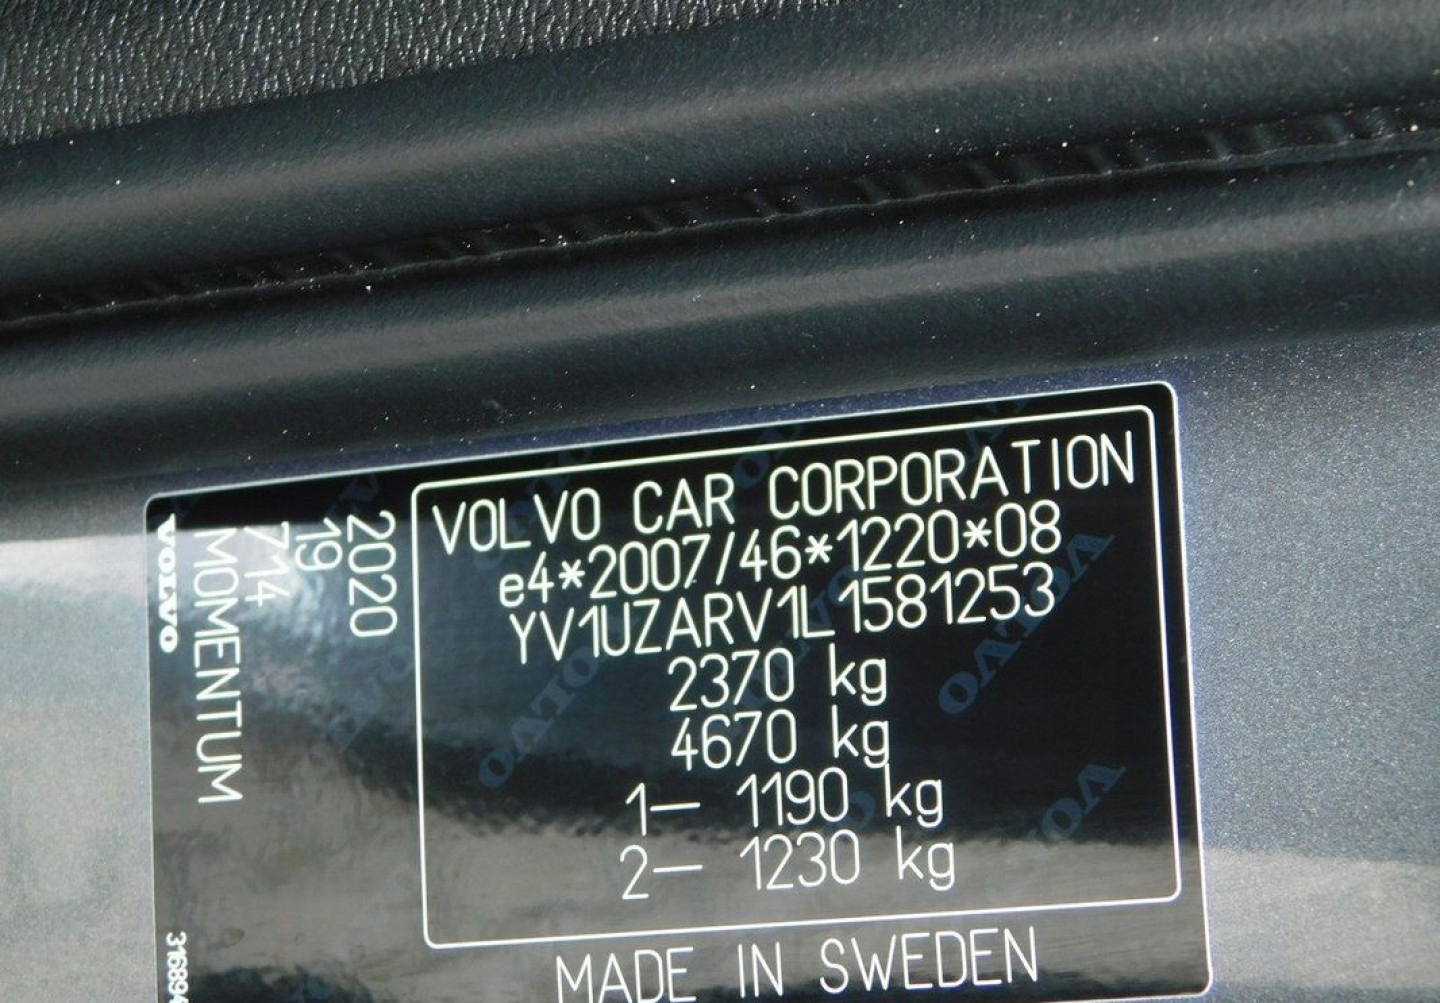 VOLVO CAR CORPORATION
e4*2007/46*1220*08
YV1UZARV1L1581253
2370 kg
4670 kg
1– 1190 kg
2– 1230 kg
MADE IN SWEDEN
2020
19
714
MOMENTUM
VOLVO